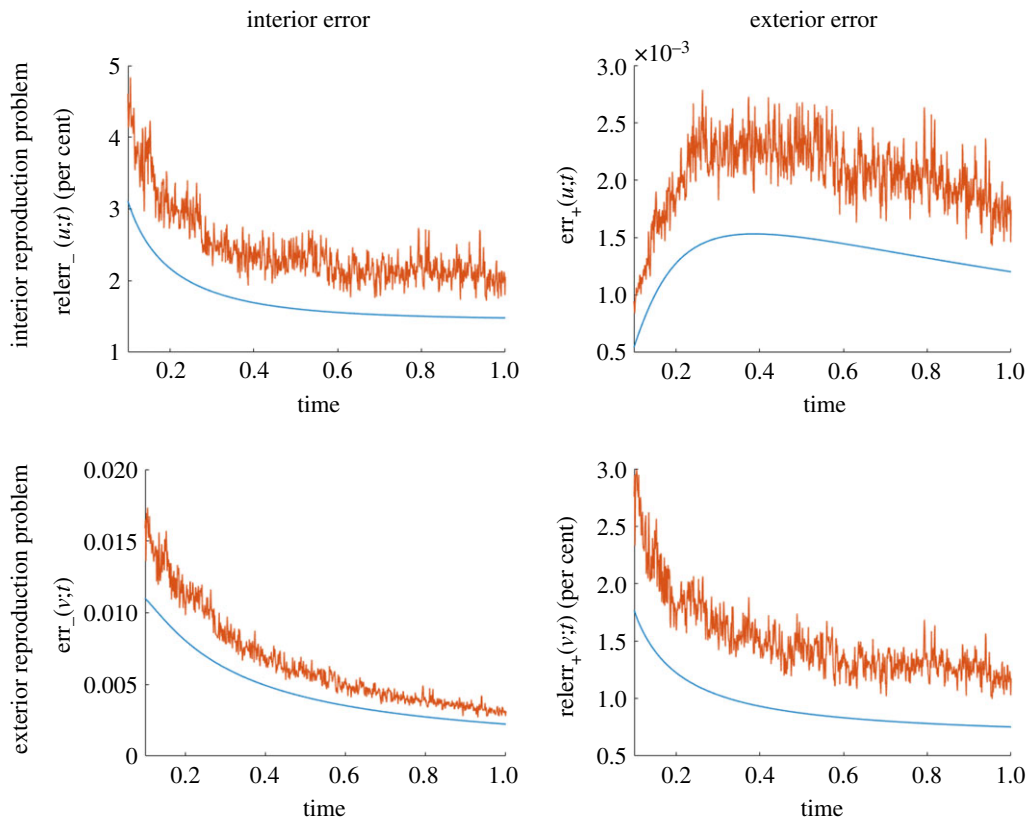 interior error
exterior error
interior reproduction problem
relerr_ (u;t) (per cent)
5
4
3
2
1
0.2 0.4 0.6 0.8 1.0
time
×10⁻³
err₊(u;t)
3.0
2.5
2.0
1.5
1.0
0.5
0.2 0.4 0.6 0.8 1.0
time
exterior reproduction problem
err_(v;t)
0.020
0.015
0.010
0.005
0
0.2 0.4 0.6 0.8 1.0
time
relerr₊(v;t) (per cent)
3.0
2.5
2.0
1.5
1.0
0.5
0.2 0.4 0.6 0.8 1.0
time